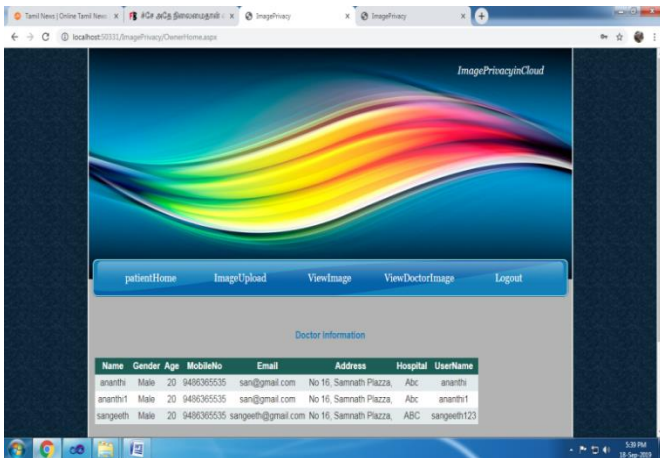 Tamil News | Online Tamil News
ImagePrivacy
ImagePrivacy
localhost:50331/ImagePrivacy/OwnerHome.aspx
ImagePrivacyinCloud
patientHome ImageUpload ViewImage ViewDoctorImage Logout
Doctor Information
Name Gender Age MobileNo Email Address Hospital UserName
ananthi Male 20 9486365535 san@gmail.com No 16, Samnath Plazza, Abc ananthi
ananthi1 Male 20 9486365535 san@gmail.com No 16, Samnath Plazza, Abc ananthi1
sangeeth Male 20 9486365535 sangeeth@gmail.com No 16, Samnath Plazza, ABC sangeeth123
5:39 PM
18-Sep-2019